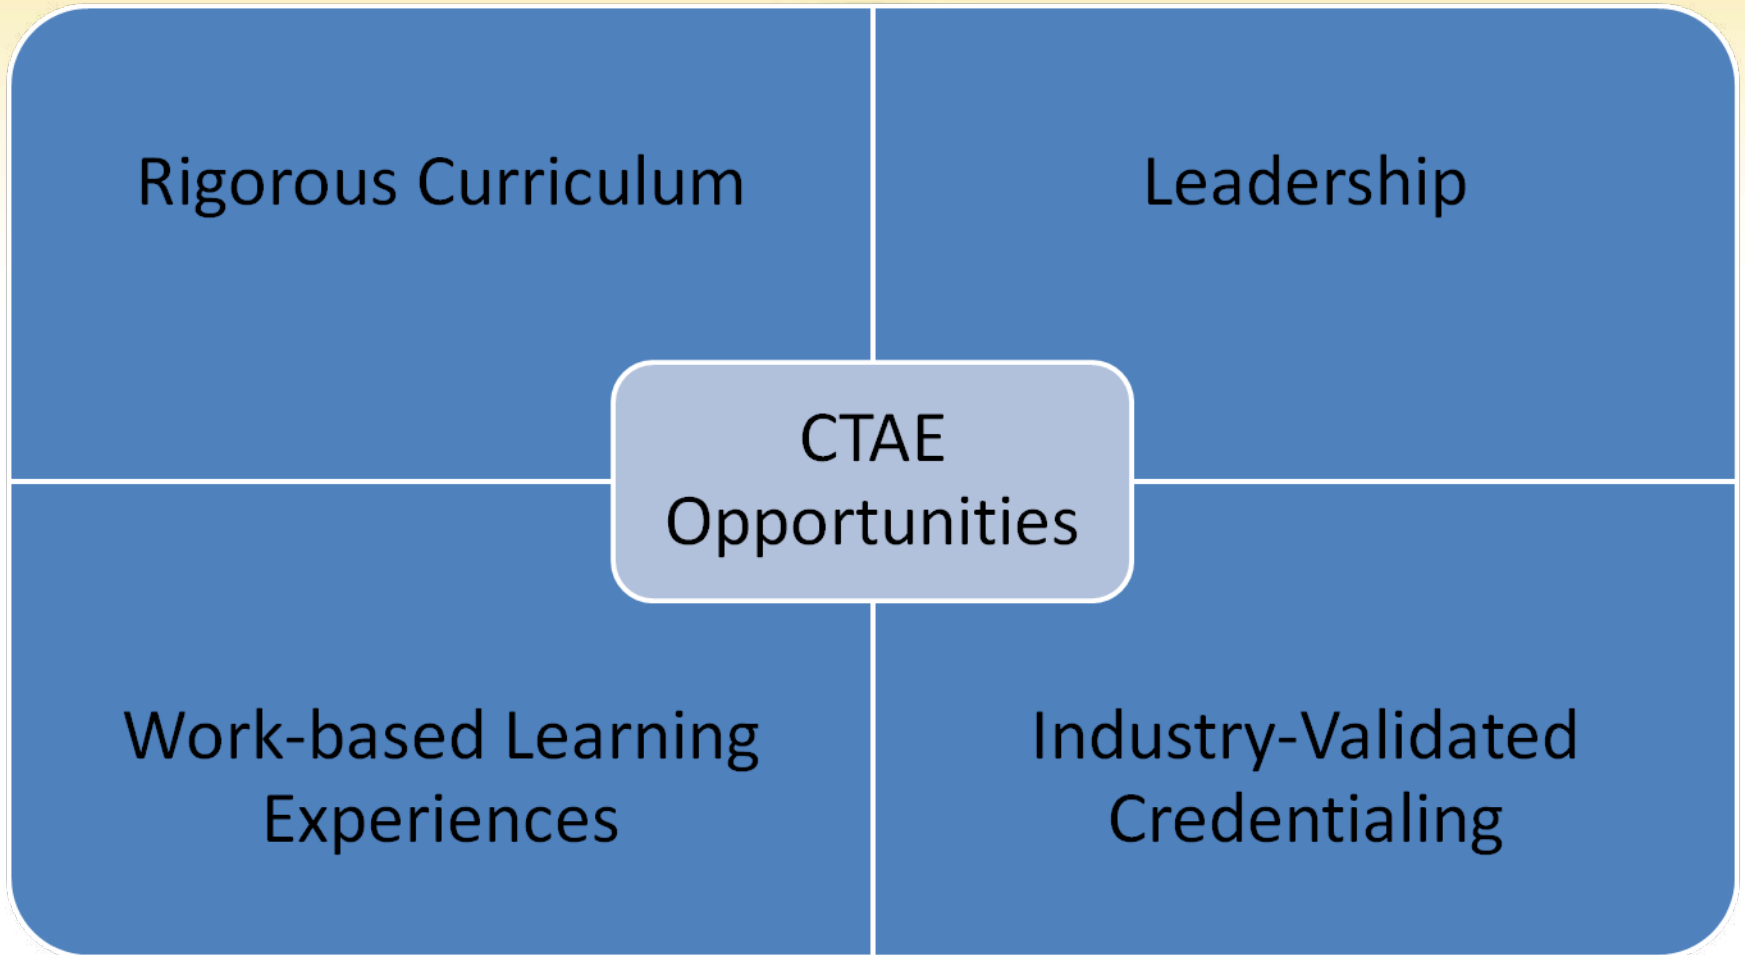 Rigorous Curriculum
Leadership
CTAE
Opportunities
Work-based Learning
Experiences
Industry-Validated
Credentialing